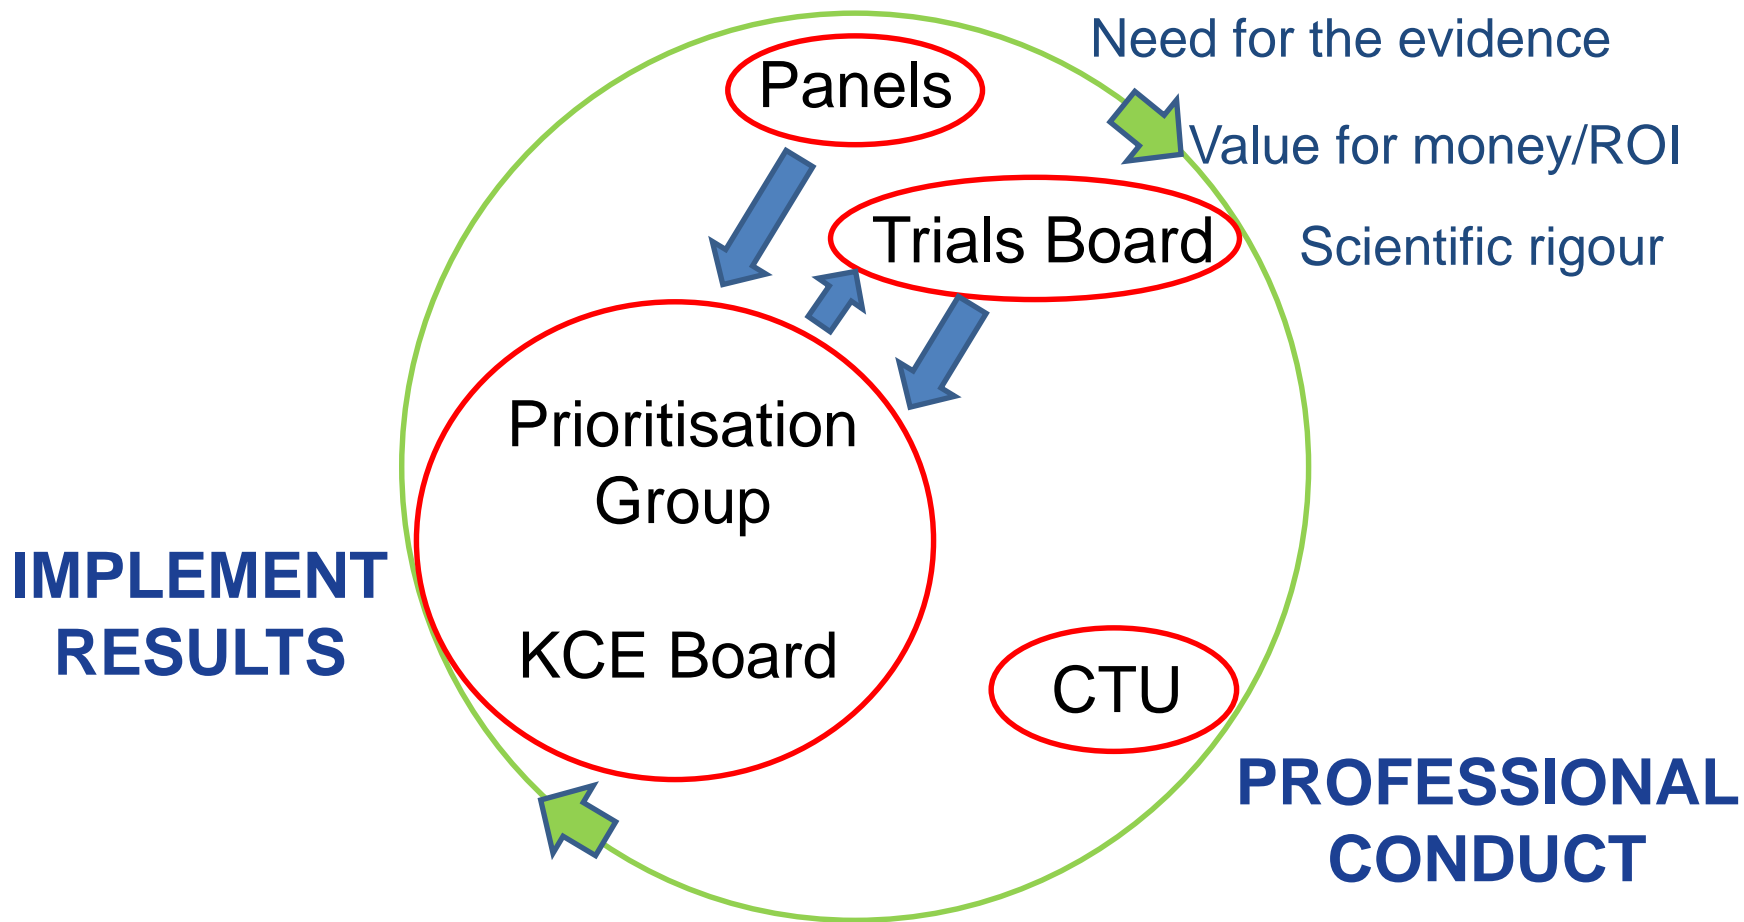 Need for the evidence
Panels
Value for money/ROI
Trials Board
Scientific rigour
Prioritisation
Group
IMPLEMENT
RESULTS
KCE Board
CTU
PROFESSIONAL
CONDUCT